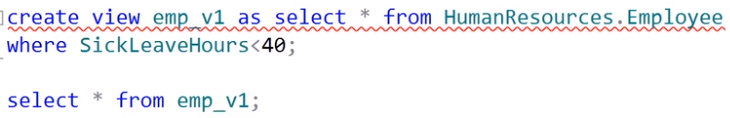 create view emp_v1 as select * from HumanResources.Employee
where SickLeaveHours<40;
select * from emp_v1;